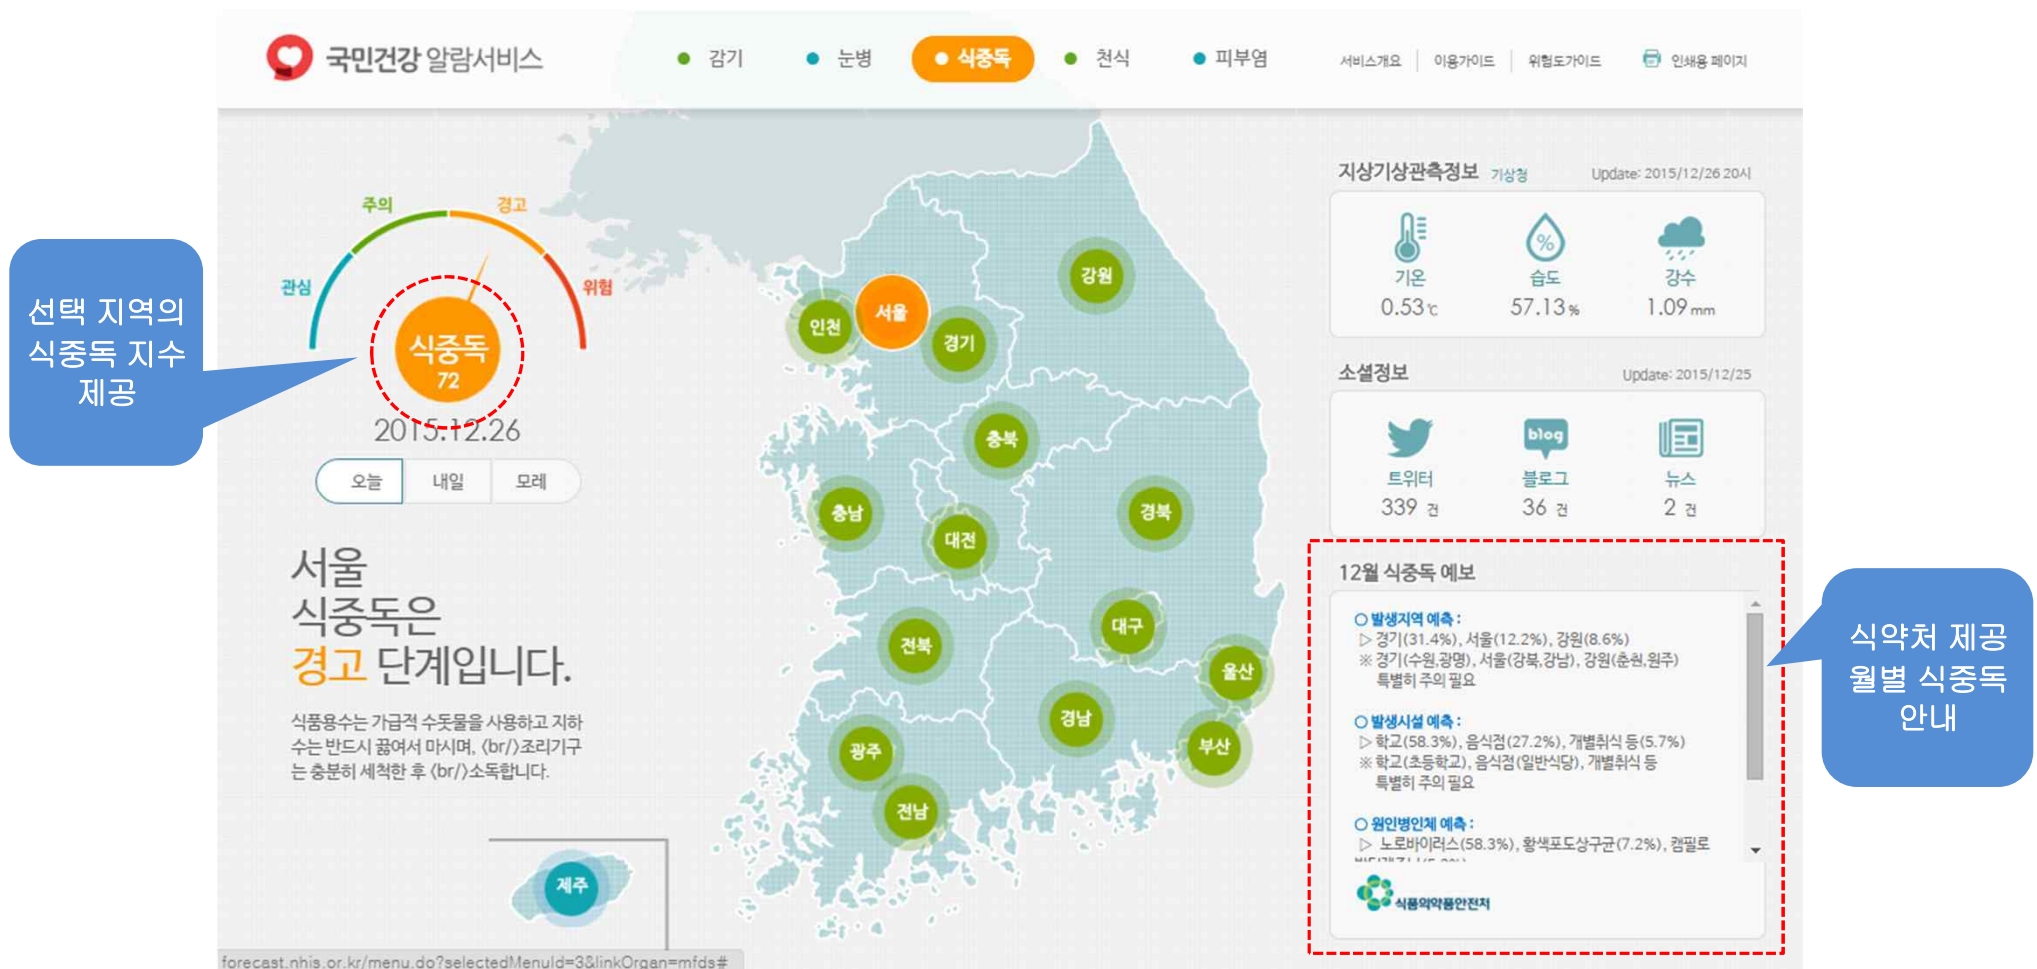 국민건강 알람서비스
감기
눈병
식중독
천식
피부염
서비스개요
이용가이드
위험도가이드
인쇄용 페이지
선택 지역의
식중독 지수
제공
관심
주의
경고
위험
식중독
72
2015.12.26
오늘
내일
모레
서울
식중독은
경고 단계입니다.
식품용수는 가급적 수돗물을 사용하고 지하
수는 반드시 끓여서 마시며, <br/>조리기구
는 충분히 세척한 후 <br/>소독합니다.
강원
서울
인천
경기
충북
충남
대전
경북
대구
전북
울산
경남
부산
광주
전남
제주
지상기상관측정보 기상청
Update: 2015/12/26 20시
기온
0.53 ℃
습도
57.13 %
강수
1.09 mm
소셜정보
Update: 2015/12/25
blog
트위터
339 건
블로그
36 건
뉴스
2 건
12월 식중독 예보
○ 발생지역 예측 :
▷ 경기(31.4%), 서울(12.2%), 강원(8.6%)
※ 경기(수원,광명), 서울(강북,강남), 강원(춘천,원주)
특별히 주의 필요
○ 발생시설 예측 :
▷ 학교(58.3%), 음식점(27.2%), 개별취식 등(5.7%)
※ 학교(초등학교), 음식점(일반식당), 개별취식 등
특별히 주의 필요
○ 원인병인체 예측 :
▷ 노로바이러스(58.3%), 황색포도상구균(7.2%), 캠필로
식품의약품안전처
식약처 제공
월별 식중독
안내
forecast.nhis.or.kr/menu.do?selectedMenuId=3&linkOrgan=mfds#